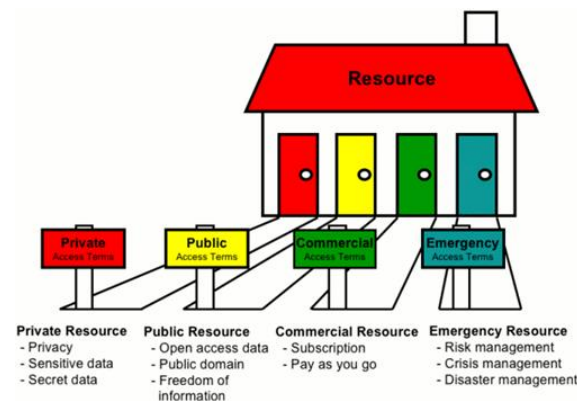 Resource
Private
Access Terms
Public
Access Terms
Commercial
Access Terms
Emergency
Access Terms
Private Resource
- Privacy
- Sensitive data
- Secret data
Public Resource
- Open access data
- Public domain
- Freedom of
information
Commercial Resource
- Subscription
- Pay as you go
Emergency Resource
- Risk management
- Crisis management
- Disaster management